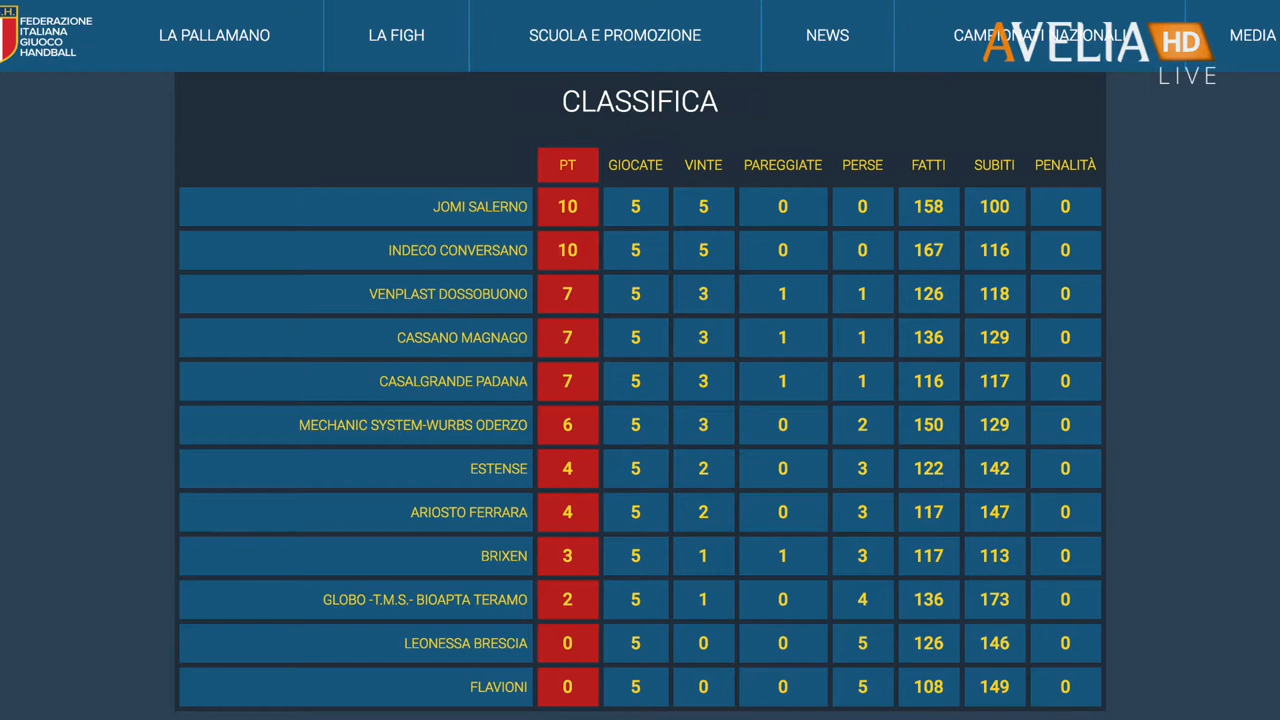 .H.
FEDERAZIONE
ITALIANA
GIUOCO
HANDBALL
LA PALLAMANO LA FIGH SCUOLA E PROMOZIONE NEWS CAMPIONATI NAZIONALI MEDIA
AVELIA HD
LIVE
CLASSIFICA
PT GIOCATE VINTE PAREGGIATE PERSE FATTI SUBITI PENALITÀ
JOMI SALERNO 10 5 5 0 0 158 100 0
INDECO CONVERSANO 10 5 5 0 0 167 116 0
VENPLAST DOSSOBUONO 7 5 3 1 1 126 118 0
CASSANO MAGNAGO 7 5 3 1 1 136 129 0
CASALGRANDE PADANA 7 5 3 1 1 116 117 0
MECHANIC SYSTEM-WURBS ODERZO 6 5 3 0 2 150 129 0
ESTENSE 4 5 2 0 3 122 142 0
ARIOSTO FERRARA 4 5 2 0 3 117 147 0
BRIXEN 3 5 1 1 3 117 113 0
GLOBO -T.M.S.- BIOAPTA TERAMO 2 5 1 0 4 136 173 0
LEONESSA BRESCIA 0 5 0 0 5 126 146 0
FLAVIONI 0 5 0 0 5 108 149 0